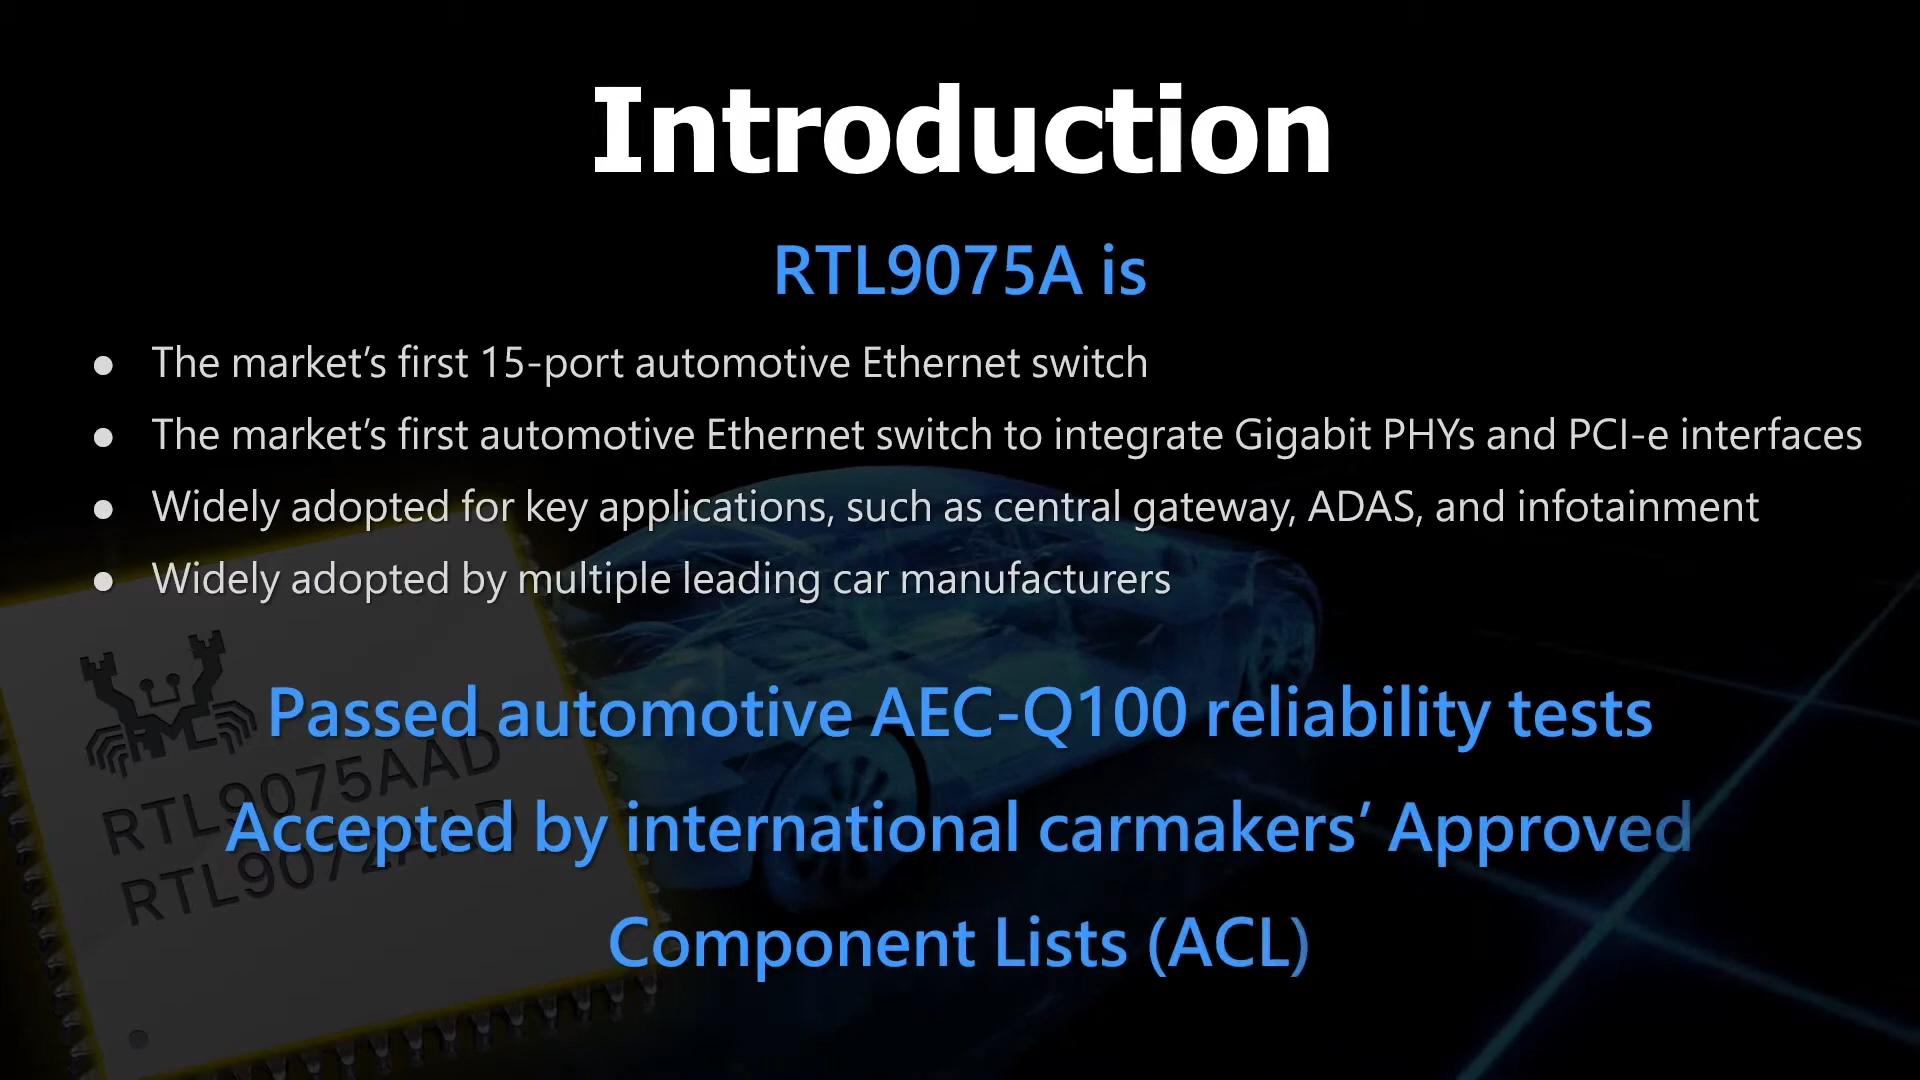 Introduction
RTL9075A is
● The market’s first 15-port automotive Ethernet switch
● The market’s first automotive Ethernet switch to integrate Gigabit PHYs and PCI-e interfaces
● Widely adopted for key applications, such as central gateway, ADAS, and infotainment
● Widely adopted by multiple leading car manufacturers
Passed automotive AEC-Q100 reliability tests
RTL9075AAD
Accepted by international carmakers’ Approved
RTL9072AAD
Component Lists (ACL)